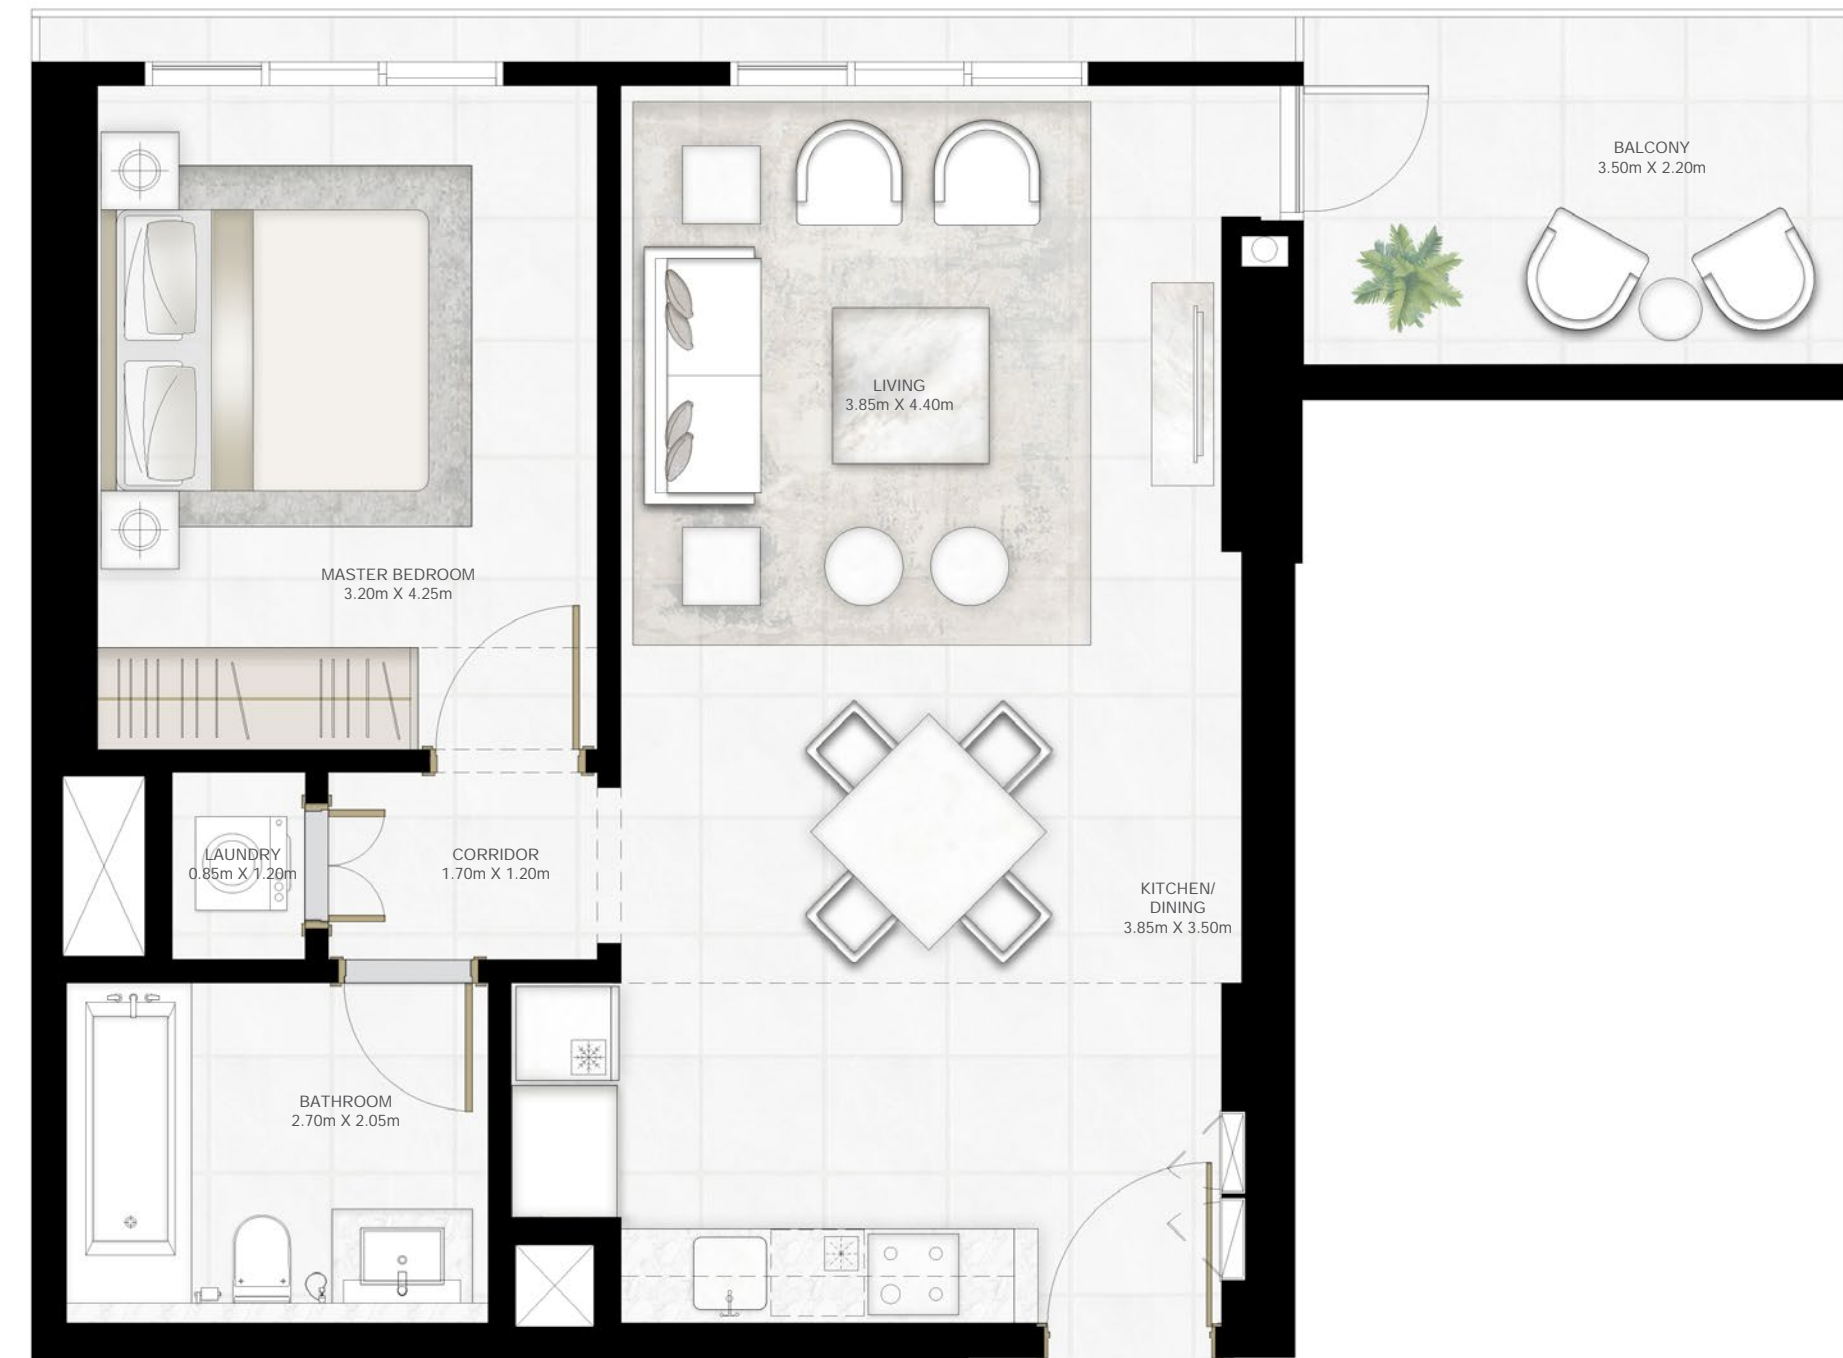 BALCONY
3.50m X 2.20m
LIVING
3.85m X 4.40m
MASTER BEDROOM
3.20m X 4.25m
LAUNDRY
0.85m X 1.20m
CORRIDOR
1.70m X 1.20m
KITCHEN/
DINING
3.85m X 3.50m
BATHROOM
2.70m X 2.05m